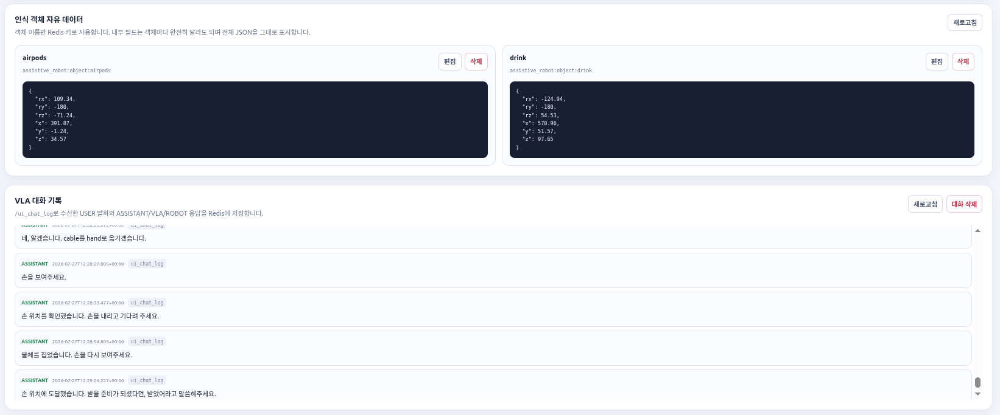 인식 객체 자유 데이터
객체 이름만 Redis 키로 사용합니다. 내부 필드는 객체마다 완전히 달라도 되며 전체 JSON을 그대로 표시합니다.
새로고침
airpods
assistive_robot:object:airpods
편집
삭제
{
"rx": 109.34,
"ry": -180,
"rz": -71.24,
"x": 391.87,
"y": -1.24,
"z": 34.57
}
drink
assistive_robot:object:drink
편집
삭제
{
"rx": -124.94,
"ry": -180,
"rz": 54.53,
"x": 570.96,
"y": 51.57,
"z": 97.65
}
VLA 대화 기록
/ui_chat_log로 수신한 USER 발화와 ASSISTANT/VLA/ROBOT 응답을 Redis에 저장합니다.
새로고침
대화 삭제
ASSISTANT ui_chat_log
네, 알겠습니다. cable를 hand로 옮기겠습니다.
ASSISTANT 2026-07-27T12:28:27.805+00:00 ui_chat_log
손을 보여주세요.
ASSISTANT 2026-07-27T12:28:33.477+00:00 ui_chat_log
손 위치를 확인했습니다. 손을 내리고 기다려 주세요.
ASSISTANT 2026-07-27T12:28:54.805+00:00 ui_chat_log
물체를 집었습니다. 손을 다시 보여주세요.
ASSISTANT 2026-07-27T12:29:06.227+00:00 ui_chat_log
손 위치에 도달했습니다. 받을 준비가 되셨다면, 받았어라고 말씀해주세요.